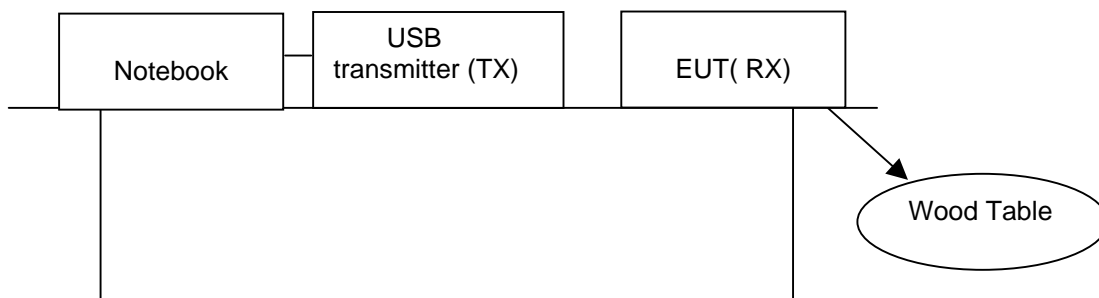 Notebook
USB
transmitter (TX)
EUT( RX)
Wood Table